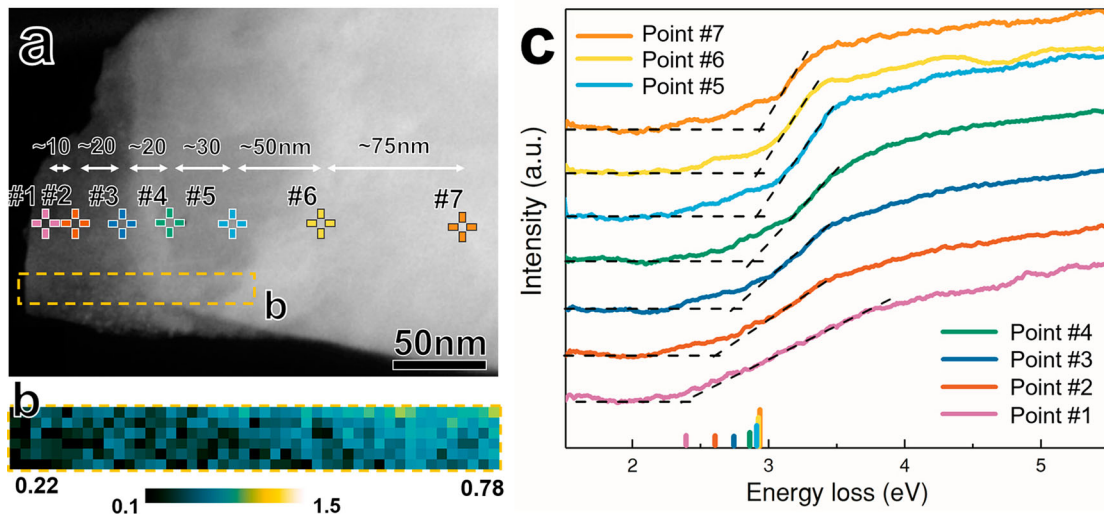 a
~10 ~20 ~20 ~30 ~50nm ~75nm
#1 #2 #3 #4 #5 #6 #7
b
50nm
b
0.22 0.78
0.1 1.5
c
Point #7
Point #6
Point #5
Intensity (a.u.)
Point #4
Point #3
Point #2
Point #1
2 3 4 5
Energy loss (eV)